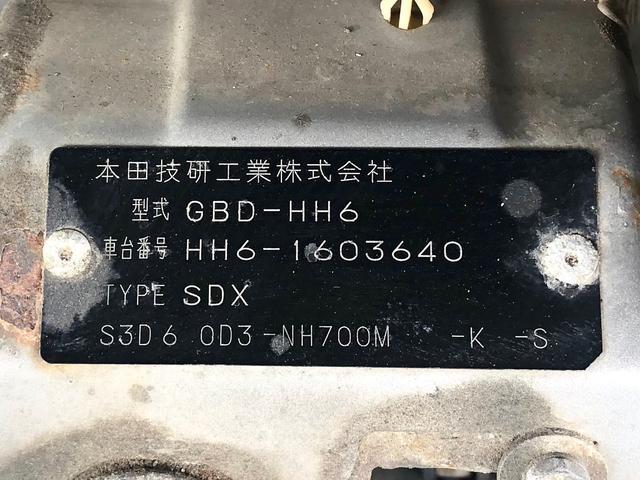 本田技研工業株式会社
型式 GBD-HH6
車台番号 HH6-1603640
TYPE SDX
S3D6 0D3-NH700M -K -S